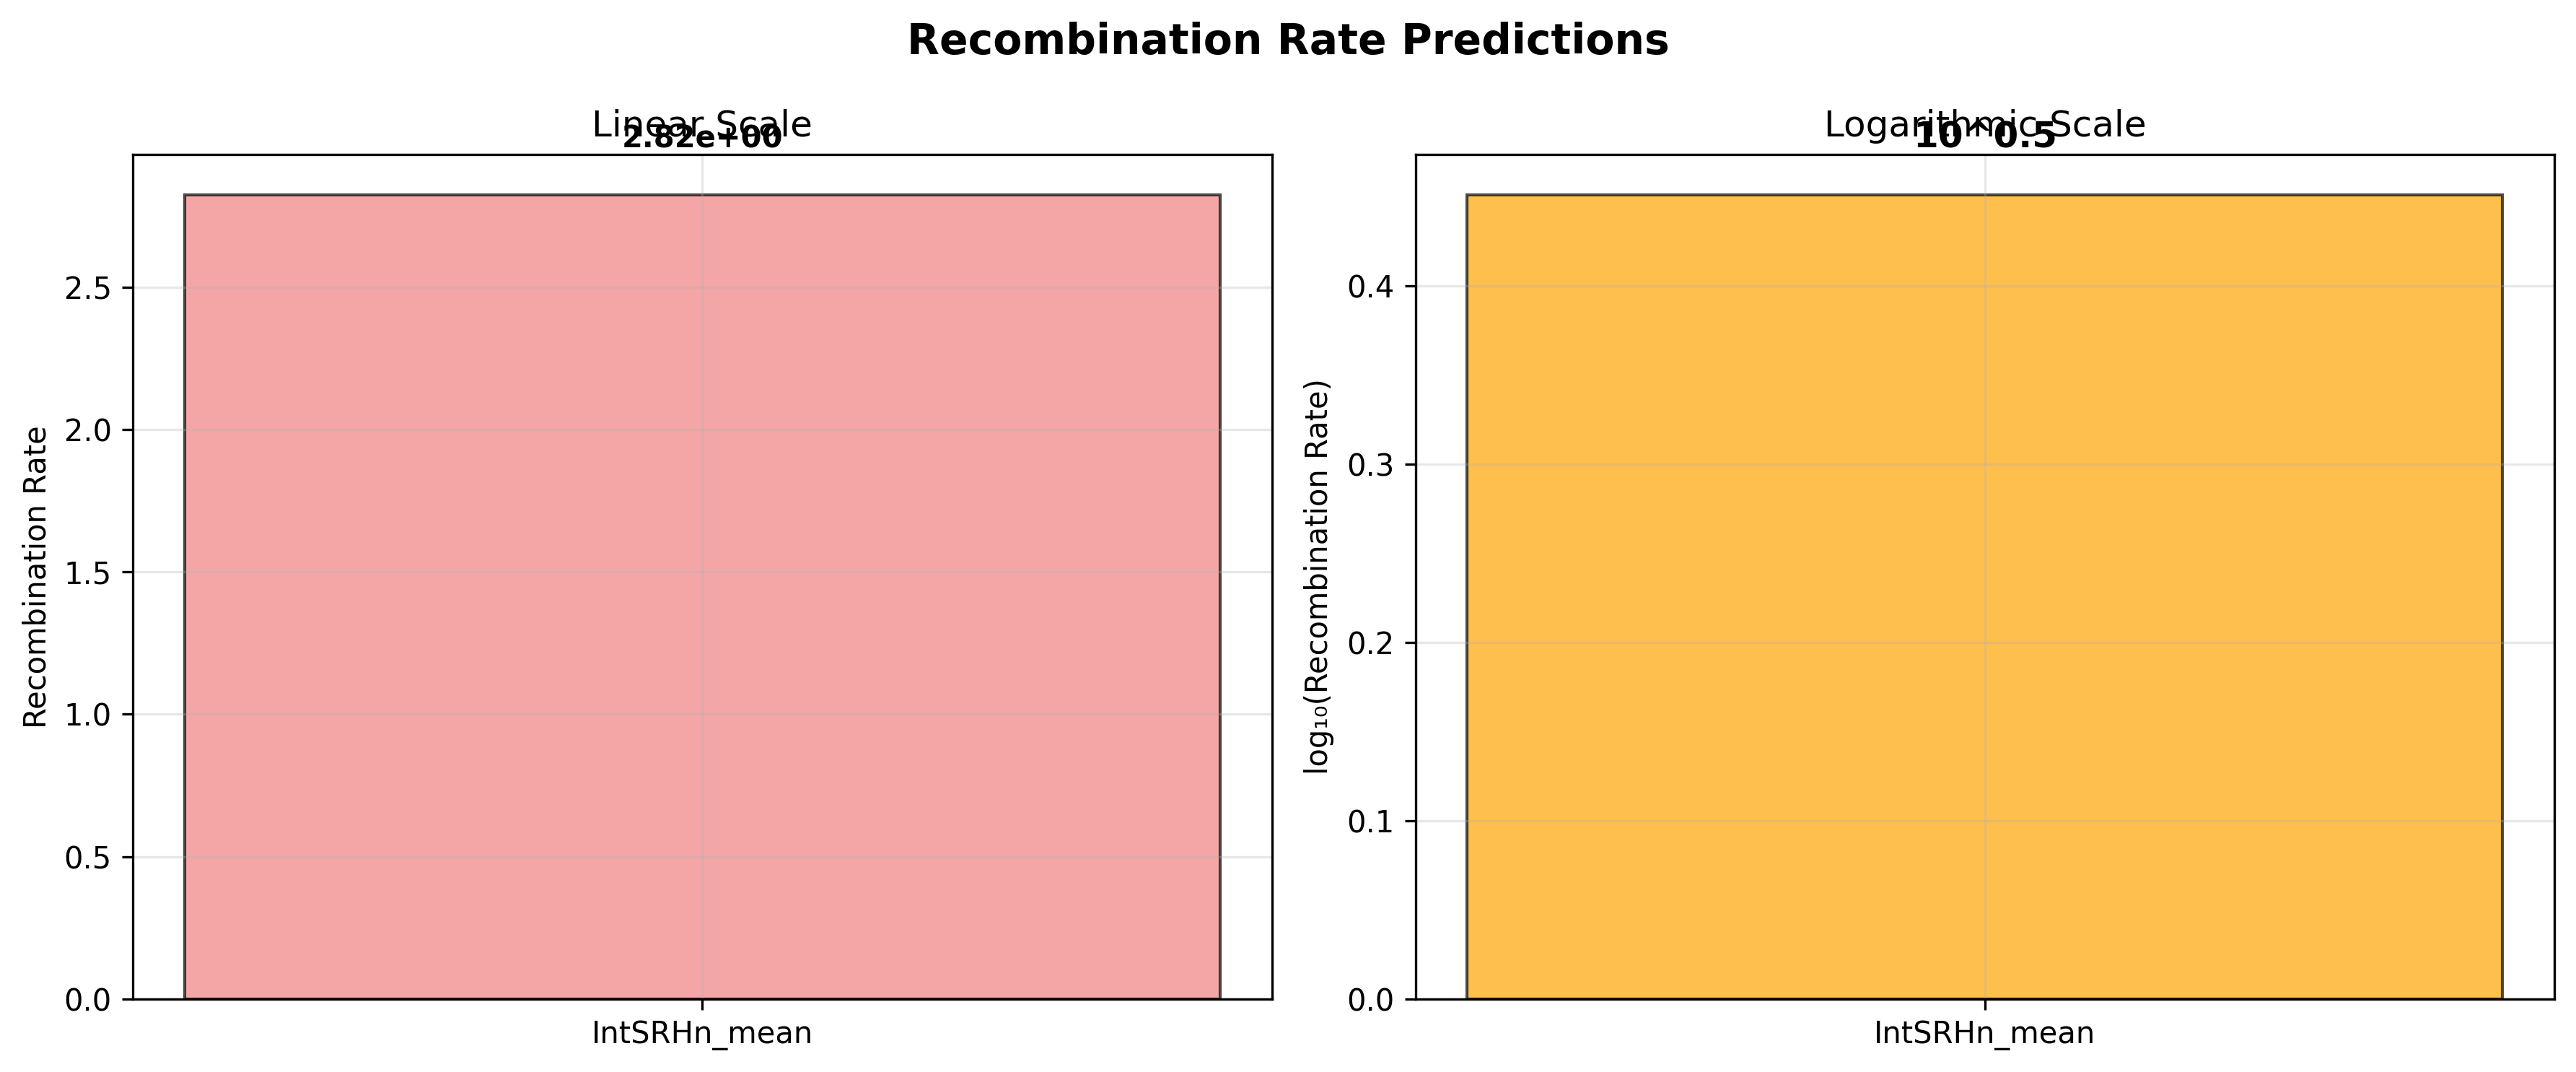 Recombination Rate Predictions
Linear Scale
2.82e+00
Recombination Rate
2.5
2.0
1.5
1.0
0.5
0.0
IntSRHn_mean
Logarithmic Scale
10^0.5
log₁₀(Recombination Rate)
0.4
0.3
0.2
0.1
0.0
IntSRHn_mean